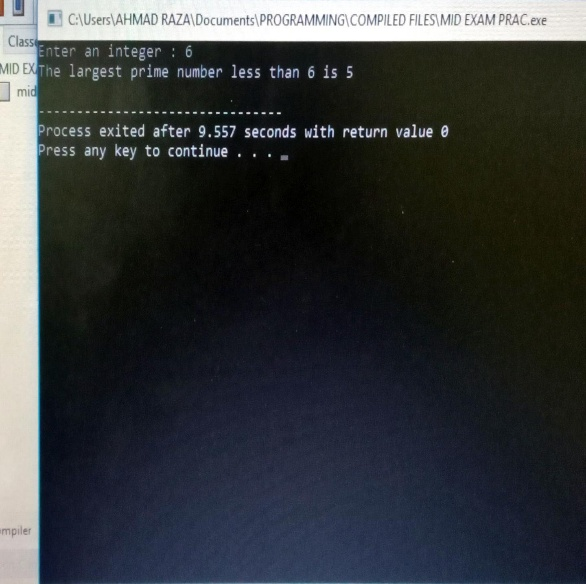 C:\Users\AHMAD RAZA\Documents\PROGRAMMING\COMPILED FILES\MID EXAM PRAC.exe
Class
MID EX
mid
Enter an integer : 6
The largest prime number less than 6 is 5
--------------------------------
Process exited after 9.557 seconds with return value 0
Press any key to continue . . .
mpiler